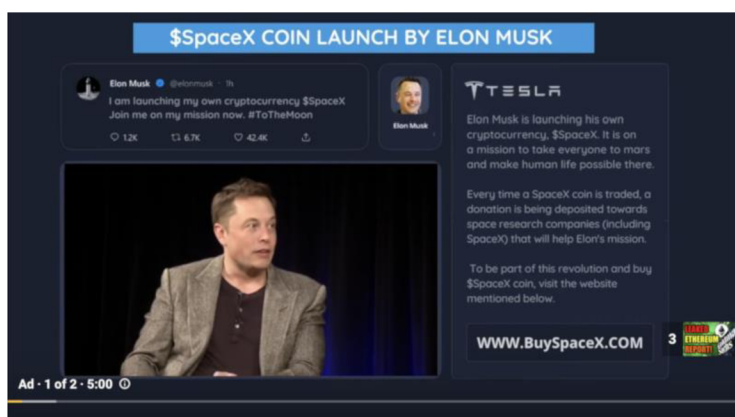 $SpaceX COIN LAUNCH BY ELON MUSK
Elon Musk @elonmusk · 1h
I am launching my own cryptocurrency $SpaceX
Join me on my mission now. #ToTheMoon
1.2K 6.7K 42.4K
Elon Musk
TESLA
Elon Musk is launching his own
cryptocurrency, $SpaceX. It is on
a mission to take everyone to mars
and make human life possible there.
Every time a SpaceX coin is traded, a
donation is being deposited towards
space research companies (including
SpaceX) that will help Elon's mission.
To be part of this revolution and buy
$SpaceX coin, visit the website
mentioned below.
WWW.BuySpaceX.COM
3
LEAKED
ETHEREUM
REPORT!
Ad · 1 of 2 · 5:00